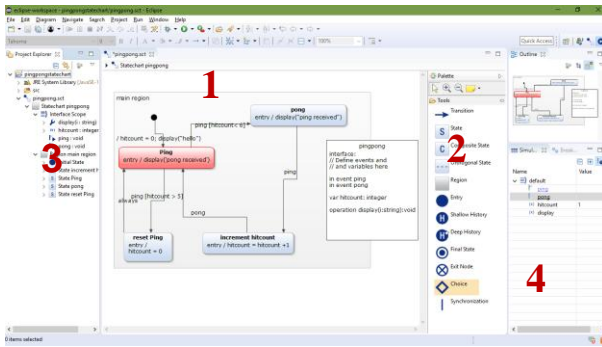 eclipse-workspace - pingpongstatechart/pingpong.sct - Eclipse
File Edit Diagram Navigate Search Project Run Window Help
Tahoma
100%
Quick Access
Project Explorer
pingpongstatechart
JRE System Library [JavaSE-1
src
pingpong.sct
Statechart pingpong
Interface Scope
display(i: string)
hitcount: integer
ping : void
pong : void
main region
Initial State
State increment h
State Ping
State pong
State reset Ping
*pingpong.sct
Statechart pingpong
1
main region
/ hitcount = 0; display("hello")
ping [hitcount< 6]
pong
entry / display("ping received")
Ping
entry / display("pong received")
ping [hitcount > 5]
always
pong
ping
reset Ping
entry /
hitcount = 0
increment hitcount
entry / hitcount = hitcount +1
pingpong
interface:
// Define events and
// and variables here
in event ping
in event pong
var hitcount: integer
operation display(i:string):void
Palette
Tools
Transition
State
Composite State
2
Orthogonal State
Region
Entry
Shallow History
Deep History
Final State
Exit Node
Choice
Synchronization
Outline
Name
Value
default
ping
pong
hitcount
1
display
3
4
0 items selected